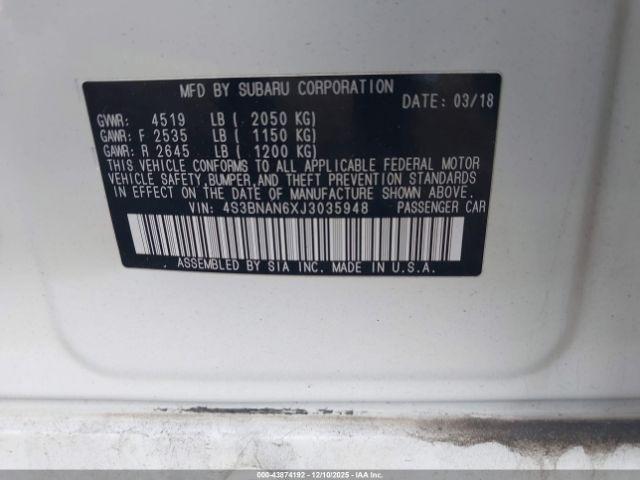 MFD BY SUBARU CORPORATION
DATE: 03/18
GVWR: 4519 LB ( 2050 KG)
GAWR: F 2535 LB ( 1150 KG)
GAWR: R 2645 LB ( 1200 KG)
THIS VEHICLE CONFORMS TO ALL APPLICABLE FEDERAL MOTOR
VEHICLE SAFETY, BUMPER, AND THEFT PREVENTION STANDARDS
IN EFFECT ON THE DATE OF MANUFACTURE SHOWN ABOVE.
VIN: 4S3BNAN6XJ3035948 PASSENGER CAR
ASSEMBLED BY SIA INC. MADE IN U.S.A.
000-43874192 - 12/10/2025 - IAAI.COM